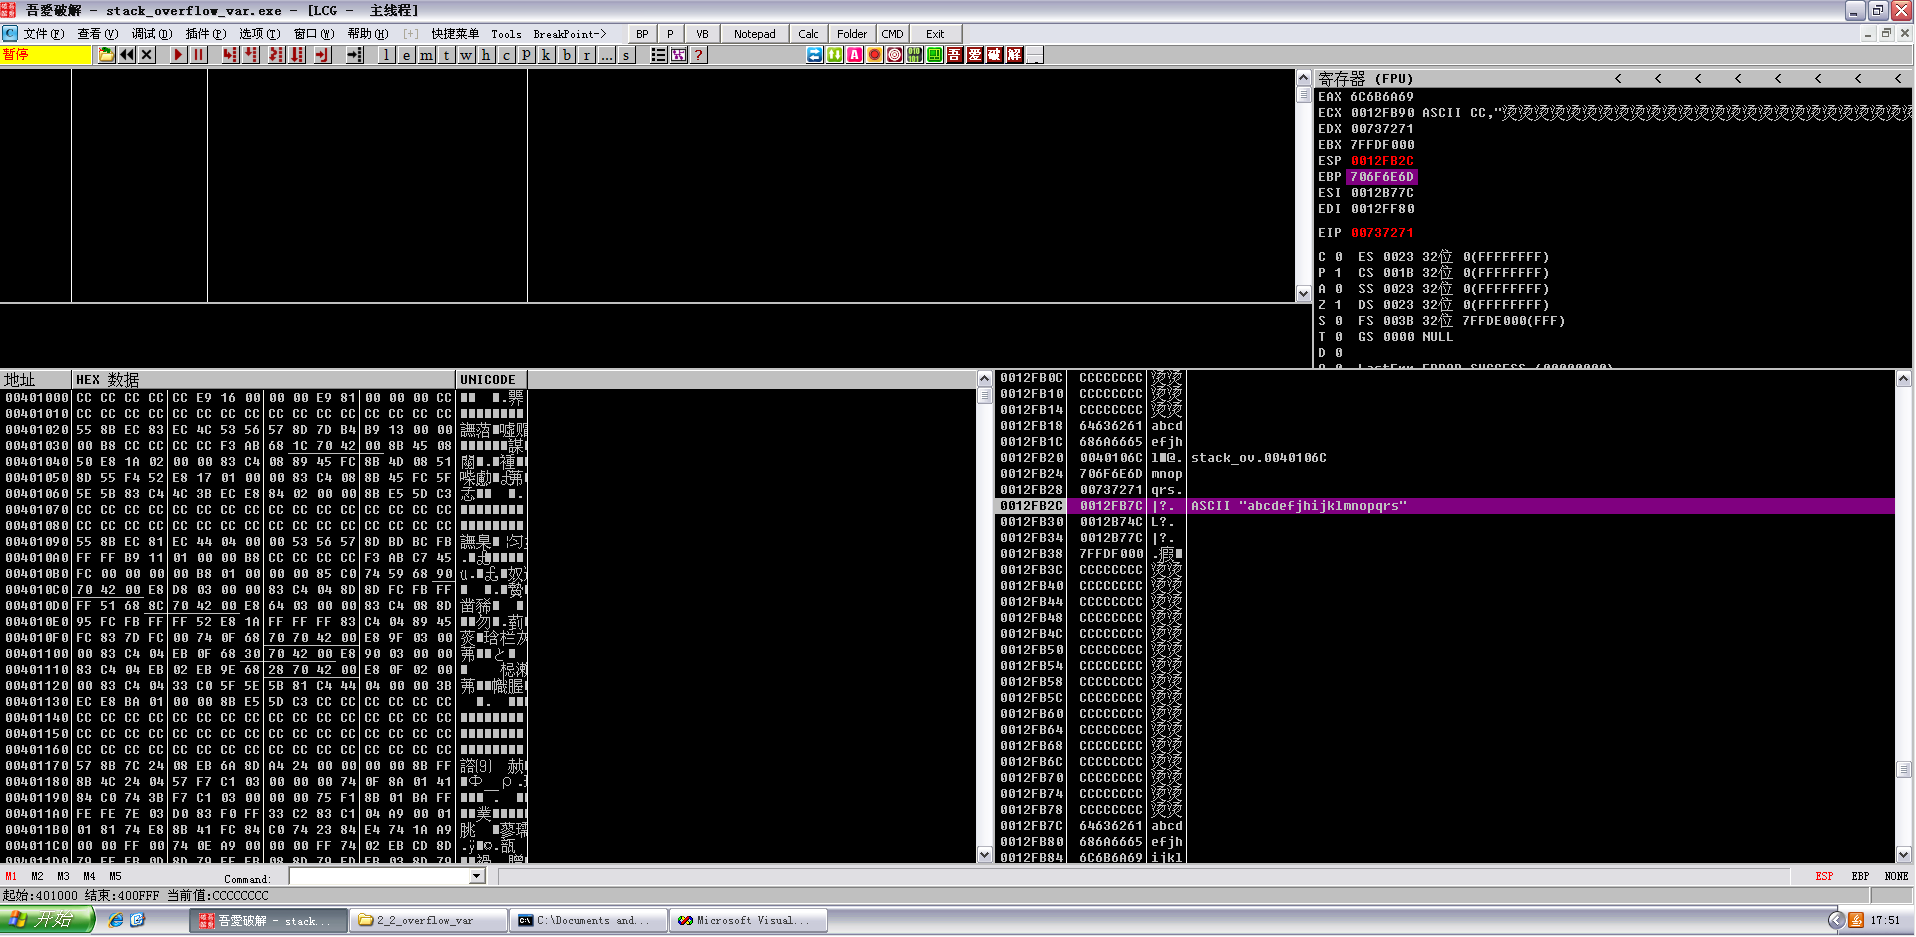 吾愛破解 - stack_overflow_var.exe - [LCG - 主线程]
文件(F) 查看(V) 调试(D) 插件(P) 选项(T) 窗口(W) 帮助(H) [+] 快捷菜单 Tools BreakPoint-> BP P VB Notepad Calc Folder CMD Exit
暂停 l e m t w h c p k b r ... s ?
吾 爱 破 解
寄存器 (FPU) < < < < < < < <
EAX 6C6B6A69
ECX 0012FB90 ASCII CC,"烫烫烫烫烫烫烫烫烫烫烫烫烫烫烫烫烫烫烫烫烫烫烫烫烫
EDX 00737271
EBX 7FFDF000
ESP 0012FB2C
EBP 706F6E6D
ESI 0012B77C
EDI 0012FF80
EIP 00737271
C 0 ES 0023 32位 0(FFFFFFFF)
P 1 CS 001B 32位 0(FFFFFFFF)
A 0 SS 0023 32位 0(FFFFFFFF)
Z 1 DS 0023 32位 0(FFFFFFFF)
S 0 FS 003B 32位 7FFDE000(FFF)
T 0 GS 0000 NULL
D 0
地址 HEX 数据 UNICODE
00401000 CC CC CC CC CC E9 16 00 00 00 E9 81 00 00 00 CC
00401010 CC CC CC CC CC CC CC CC CC CC CC CC CC CC CC CC
00401020 55 8B EC 83 EC 4C 53 56 57 8D 7D B4 B9 13 00 00
00401030 00 B8 CC CC CC CC F3 AB 68 1C 70 42 00 8B 45 08
00401040 50 E8 1A 02 00 00 83 C4 08 89 45 FC 8B 4D 08 51
00401050 8D 55 F4 52 E8 17 01 00 00 83 C4 08 8B 45 FC 5F
00401060 5E 5B 83 C4 4C 3B EC E8 84 02 00 00 8B E5 5D C3
00401070 CC CC CC CC CC CC CC CC CC CC CC CC CC CC CC CC
00401080 CC CC CC CC CC CC CC CC CC CC CC CC CC CC CC CC
00401090 55 8B EC 81 EC 44 04 00 00 53 56 57 8D BD BC FB
004010A0 FF FF B9 11 01 00 00 B8 CC CC CC CC F3 AB C7 45
004010B0 FC 00 00 00 00 B8 01 00 00 00 85 C0 74 59 68 90
004010C0 70 42 00 E8 D8 03 00 00 83 C4 04 8D 8D FC FB FF
004010D0 FF 51 68 8C 70 42 00 E8 64 03 00 00 83 C4 08 8D
004010E0 95 FC FB FF FF 52 E8 1A FF FF FF 83 C4 04 89 45
004010F0 FC 83 7D FC 00 74 0F 68 70 70 42 00 E8 9F 03 00
00401100 00 83 C4 04 EB 0F 68 30 70 42 00 E8 90 03 00 00
00401110 83 C4 04 EB 02 EB 9E 68 28 70 42 00 E8 0F 02 00
00401120 00 83 C4 04 33 C0 5F 5E 5B 81 C4 44 04 00 00 3B
00401130 EC E8 BA 01 00 00 8B E5 5D C3 CC CC CC CC CC CC
00401140 CC CC CC CC CC CC CC CC CC CC CC CC CC CC CC CC
00401150 CC CC CC CC CC CC CC CC CC CC CC CC CC CC CC CC
00401160 CC CC CC CC CC CC CC CC CC CC CC CC CC CC CC CC
00401170 57 8B 7C 24 08 EB 6A 8D A4 24 00 00 00 00 8B FF
00401180 8B 4C 24 04 57 F7 C1 03 00 00 00 74 0F 8A 01 41
00401190 84 C0 74 3B F7 C1 03 00 00 00 75 F1 8B 01 BA FF
004011A0 FE FE 7E 03 D0 83 F0 FF 33 C2 83 C1 04 A9 00 01
004011B0 01 81 74 E8 8B 41 FC 84 C0 74 23 84 E4 74 1A A9
004011C0 00 00 FF 00 74 0E A9 00 00 00 FF 74 02 EB CD 8D
0012FB0C CCCCCCCC 烫烫
0012FB10 CCCCCCCC 烫烫
0012FB14 CCCCCCCC 烫烫
0012FB18 64636261 abcd
0012FB1C 686A6665 efjh
0012FB20 0040106C l■@. stack_ov.0040106C
0012FB24 706F6E6D mnop
0012FB28 00737271 qrs.
0012FB2C 0012FB7C |?. ASCII "abcdefjhijklmnopqrs"
0012FB30 0012B74C L?.
0012FB34 0012B77C |?.
0012FB38 7FFDF000 .瑕■
0012FB3C CCCCCCCC 烫烫
0012FB40 CCCCCCCC 烫烫
0012FB44 CCCCCCCC 烫烫
0012FB48 CCCCCCCC 烫烫
0012FB4C CCCCCCCC 烫烫
0012FB50 CCCCCCCC 烫烫
0012FB54 CCCCCCCC 烫烫
0012FB58 CCCCCCCC 烫烫
0012FB5C CCCCCCCC 烫烫
0012FB60 CCCCCCCC 烫烫
0012FB64 CCCCCCCC 烫烫
0012FB68 CCCCCCCC 烫烫
0012FB6C CCCCCCCC 烫烫
0012FB70 CCCCCCCC 烫烫
0012FB74 CCCCCCCC 烫烫
0012FB78 CCCCCCCC 烫烫
0012FB7C 64636261 abcd
0012FB80 686A6665 efjh
0012FB84 6C6B6A69 ijkl
M1 M2 M3 M4 M5 Command: ESP EBP NONE
起始:401000 结束:400FFF 当前值:CCCCCCCC
开始 吾愛破解 - stack... 2_2_overflow_var C:\Documents and... Microsoft Visual... 17:51